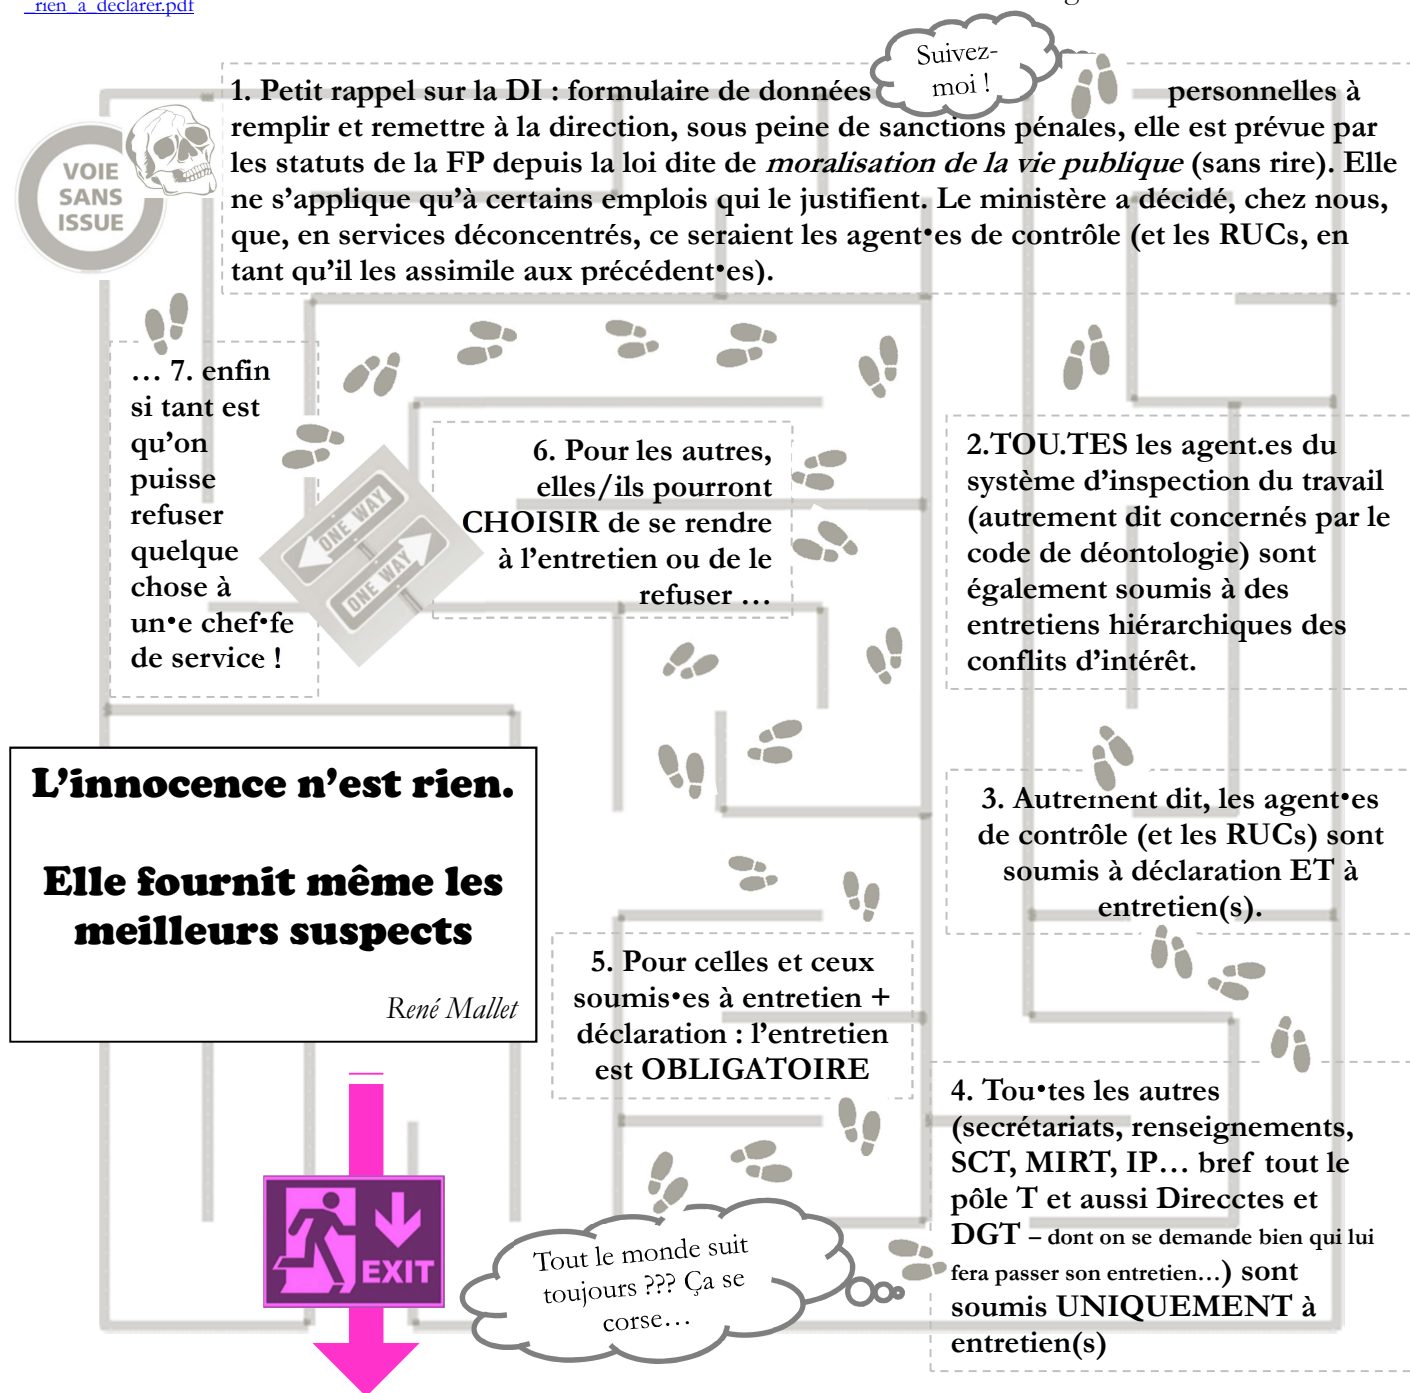 _rien_a_declarer.pdf
Suivez-
moi !
1. Petit rappel sur la DI : formulaire de données personnelles à
remplir et remettre à la direction, sous peine de sanctions pénales, elle est prévue par
les statuts de la FP depuis la loi dite de moralisation de la vie publique (sans rire). Elle
ne s’applique qu’à certains emplois qui le justifient. Le ministère a décidé, chez nous,
que, en services déconcentrés, ce seraient les agent•es de contrôle (et les RUCs, en
tant qu’il les assimile aux précédent•es).
VOIE
SANS
ISSUE
2.TOU.TES les agent.es du
système d’inspection du travail
(autrement dit concernés par le
code de déontologie) sont
également soumis à des
entretiens hiérarchiques des
conflits d’intérêt.
3. Autrement dit, les agent•es
de contrôle (et les RUCs) sont
soumis à déclaration ET à
entretien(s).
4. Tou•tes les autres
(secrétariats, renseignements,
SCT, MIRT, IP… bref tout le
pôle T et aussi Direcctes et
DGT – dont on se demande bien qui lui
fera passer son entretien…) sont
soumis UNIQUEMENT à
entretien(s)
Tout le monde suit
toujours ??? Ça se
corse…
5. Pour celles et ceux
soumis•es à entretien +
déclaration : l’entretien
est OBLIGATOIRE
6. Pour les autres,
elles/ils pourront
CHOISIR de se rendre
à l’entretien ou de le
refuser …
ONE WAY
ONE WAY
… 7. enfin
si tant est
qu’on
puisse
refuser
quelque
chose à
un•e chef•fe
de service !
L’innocence n’est rien.
Elle fournit même les
meilleurs suspects
René Mallet
EXIT